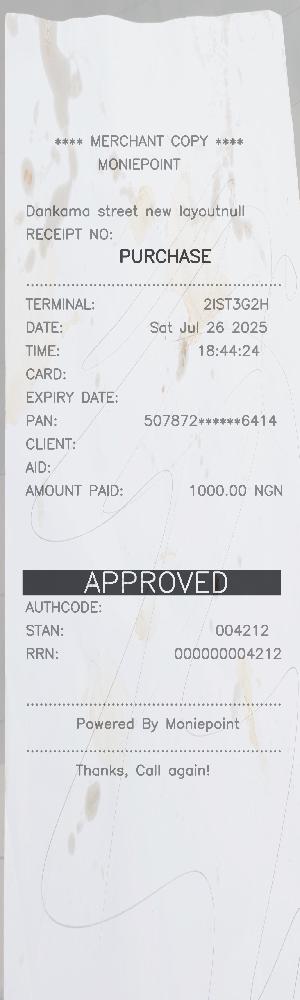 **** MERCHANT COPY ****
MONIEPOINT
Dankama street new layoutnull
RECEIPT NO:
PURCHASE
TERMINAL: 2IST3G2H
DATE: Sat Jul 26 2025
TIME: 18:44:24
CARD:
EXPIRY DATE:
PAN: 507872******6414
CLIENT:
AID:
AMOUNT PAID: 1000.00 NGN
APPROVED
AUTHCODE:
STAN: 004212
RRN: 000000004212
Powered By Moniepoint
Thanks, Call again!